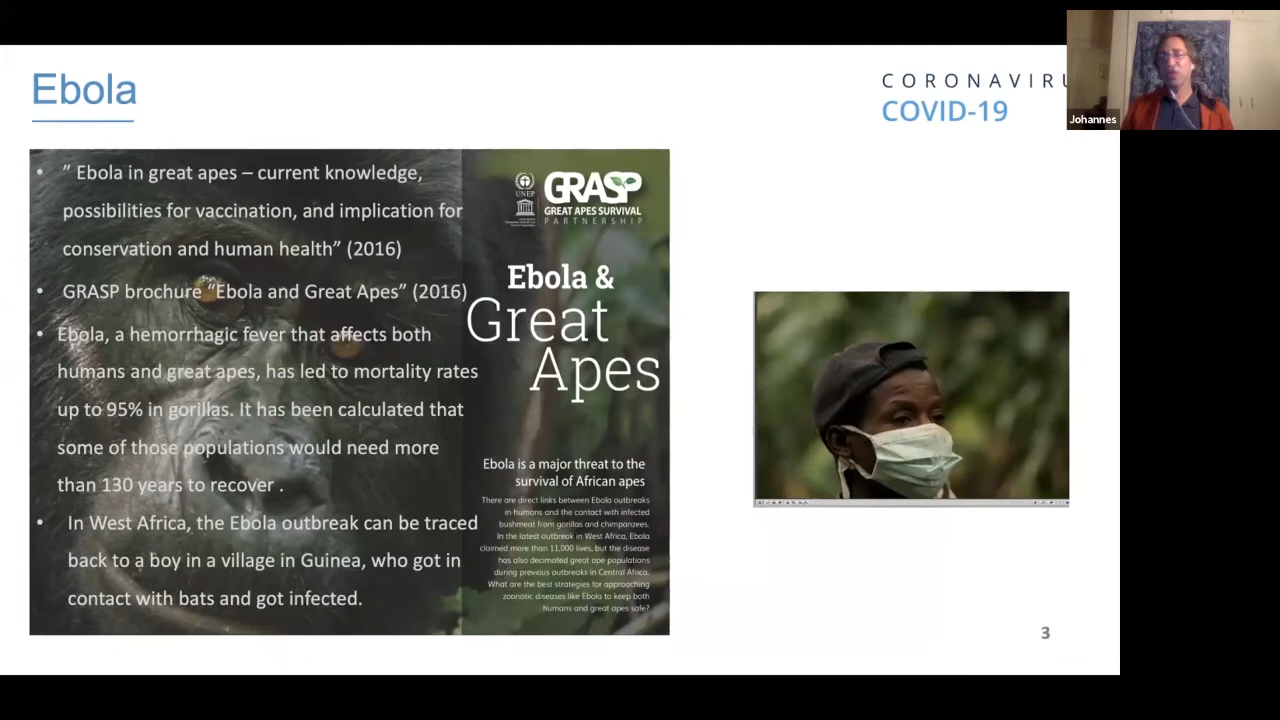 Ebola
CORONAVIRU
COVID-19
Johannes
• ” Ebola in great apes – current knowledge,
possibilities for vaccination, and implication for
conservation and human health” (2016)
• GRASP brochure “Ebola and Great Apes” (2016)
• Ebola, a hemorrhagic fever that affects both
humans and great apes, has led to mortality rates
up to 95% in gorillas. It has been calculated that
some of those populations would need more
than 130 years to recover .
• In West Africa, the Ebola outbreak can be traced
back to a boy in a village in Guinea, who got in
contact with bats and got infected.
UNEP
GRASP
GREAT APES SURVIVAL
PARTNERSHIP
Ebola &
Great
Apes
Ebola is a major threat to the
survival of African apes
There are direct links between Ebola outbreaks
in humans and the contact with infected
bushmeat from gorillas and chimpanzees.
In the latest outbreak in West Africa, Ebola
claimed more than 11,000 lives, but the disease
has also decimated great ape populations
during previous outbreaks in Central Africa.
What are the best strategies for approaching
zoonotic diseases like Ebola to keep both
humans and great apes safe?
3